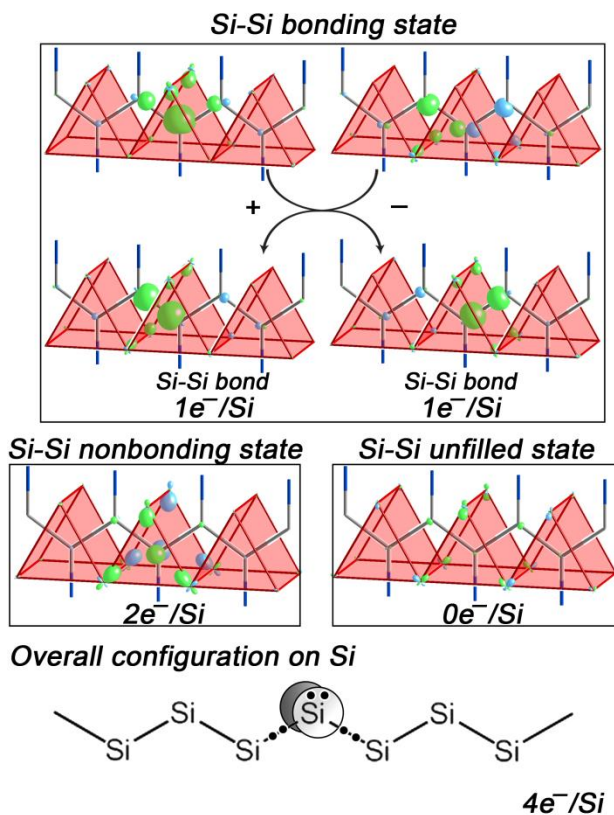 Si-Si bonding state
+ −
Si-Si bond Si-Si bond
1e⁻/Si 1e⁻/Si
Si-Si nonbonding state Si-Si unfilled state
2e⁻/Si 0e⁻/Si
Overall configuration on Si
Si Si Si Si
Si Si Si Si
4e⁻/Si